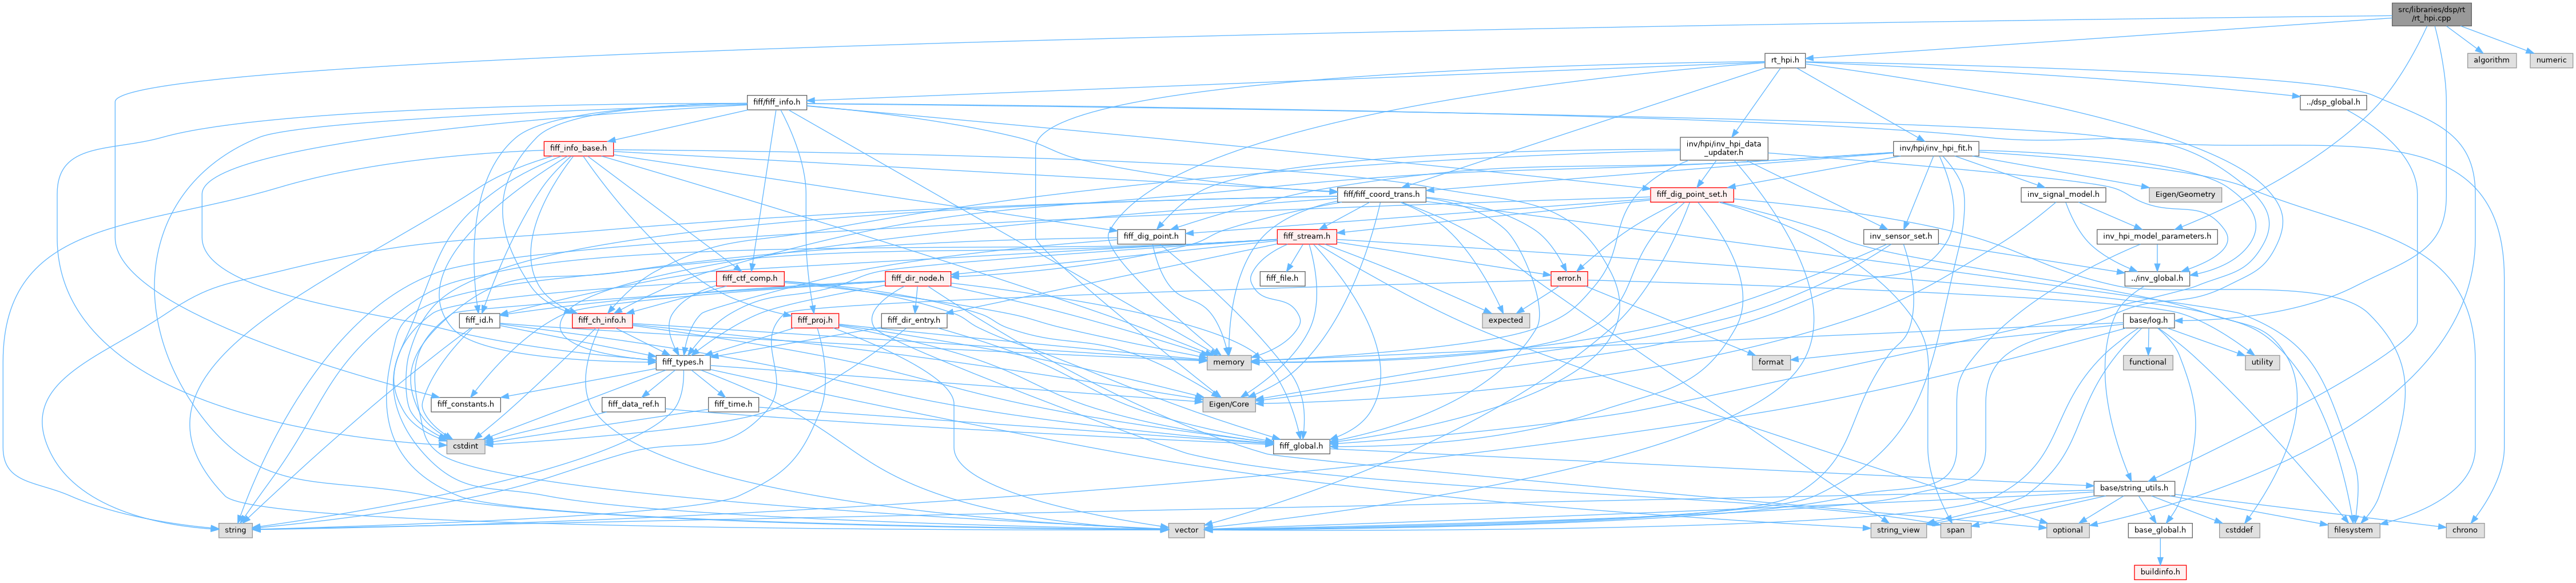 src/libraries/dsp/rt
/rt_hpi.cpp
rt_hpi.h
algorithm
numeric
fiff/fiff_info.h
../dsp_global.h
fiff_info_base.h
inv/hpi/inv_hpi_data
_updater.h
inv/hpi/inv_hpi_fit.h
fiff/fiff_coord_trans.h
fiff_dig_point_set.h
Eigen/Geometry
inv_signal_model.h
fiff_dig_point.h
fiff_stream.h
inv_sensor_set.h
inv_hpi_model_parameters.h
fiff_ctf_comp.h
fiff_dir_node.h
fiff_file.h
error.h
../inv_global.h
fiff_id.h
fiff_ch_info.h
fiff_proj.h
fiff_dir_entry.h
expected
base/log.h
fiff_types.h
memory
format
functional
utility
fiff_constants.h
fiff_data_ref.h
fiff_time.h
Eigen/Core
cstdint
fiff_global.h
base/string_utils.h
string
vector
string_view
span
optional
base_global.h
cstddef
filesystem
chrono
buildinfo.h